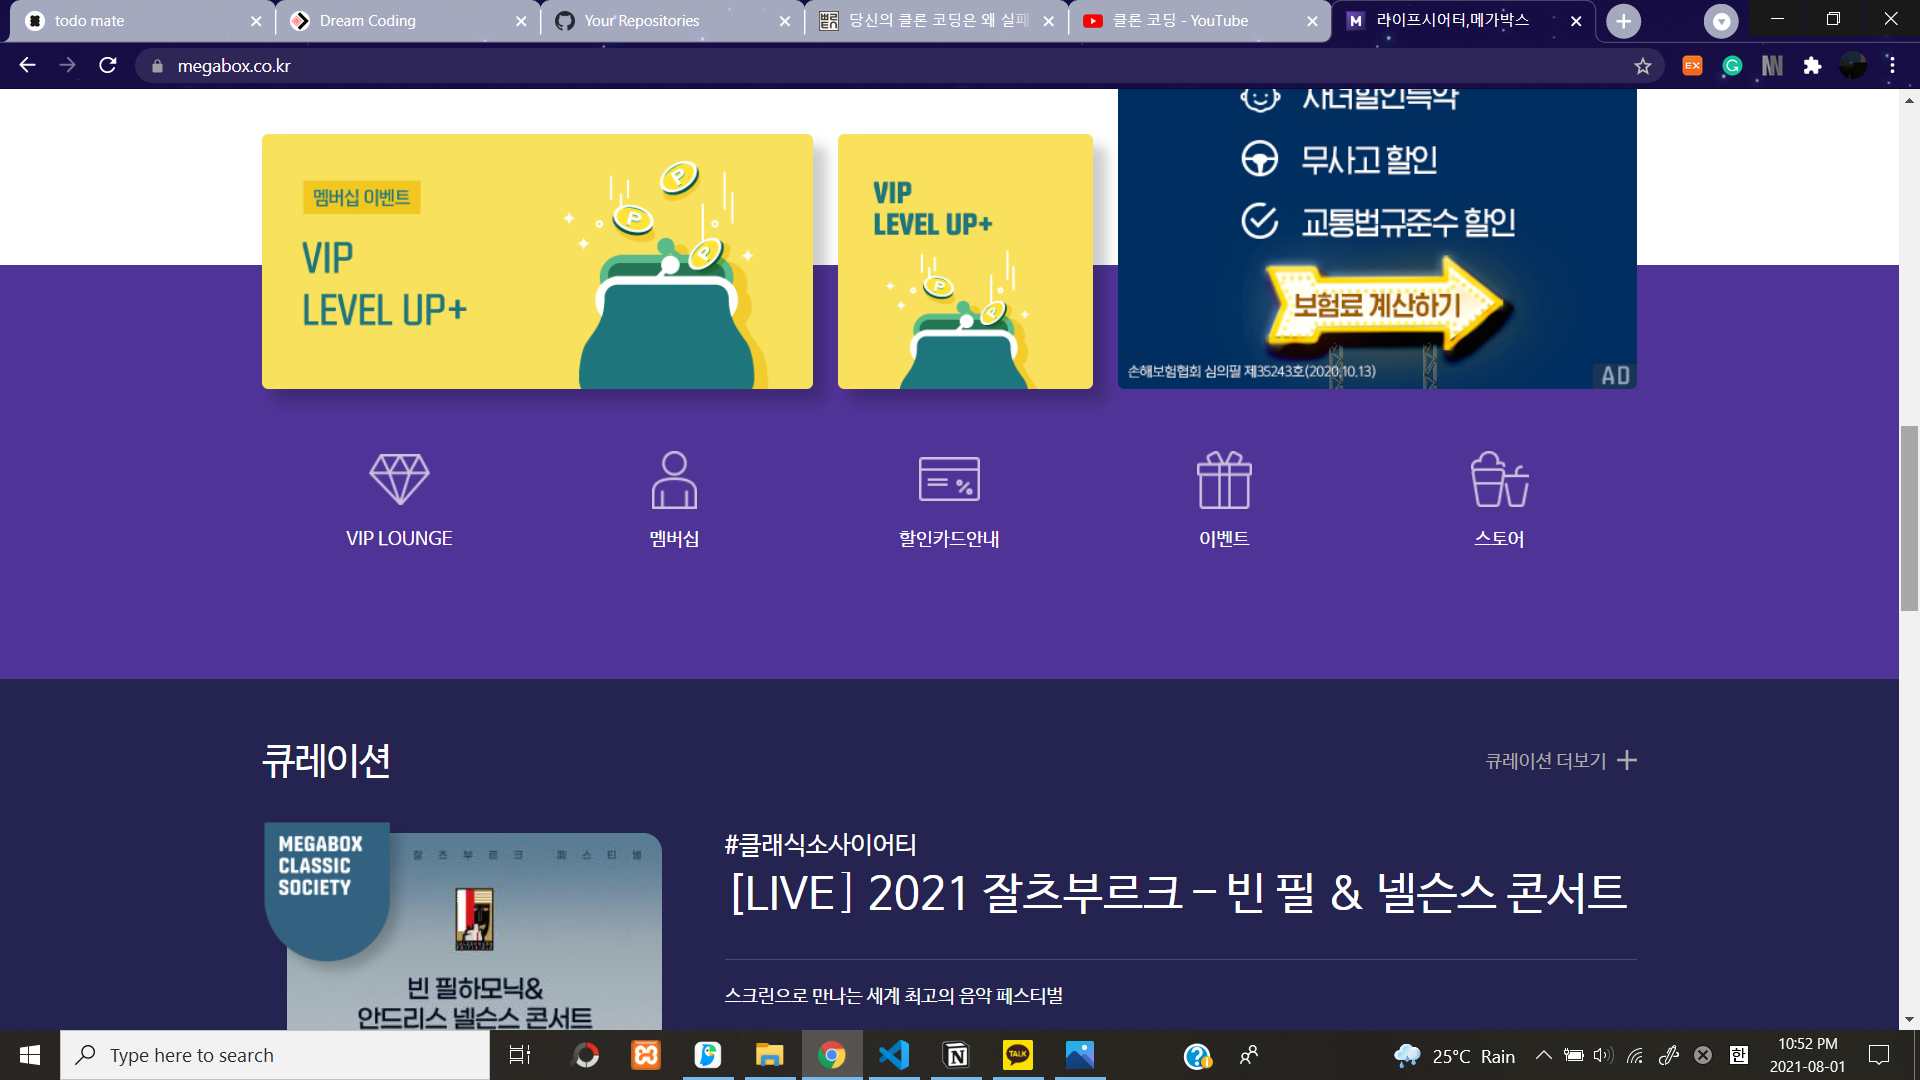 todo mate
Dream Coding
Your Repositories
당신의 클론 코딩은 왜 실패
클론 코딩 - YouTube
라이프시어터,메가박스
megabox.co.kr
EX
자녀할인특약
무사고 할인
교통법규준수 할인
보험료 계산하기
손해보험협회 심의필 제35243호(2020.10.13)
AD
멤버십 이벤트
VIP
LEVEL UP+
VIP
LEVEL UP+
VIP LOUNGE
멤버십
할인카드안내
이벤트
스토어
큐레이션
큐레이션 더보기
MEGABOX
CLASSIC
SOCIETY
잘츠부르크 페스티벌
빈 필하모닉&
안드리스 넬슨스 콘서트
#클래식소사이어티
[LIVE] 2021 잘츠부르크 – 빈 필 & 넬슨스 콘서트
스크린으로 만나는 세계 최고의 음악 페스티벌
Type here to search
TALK
25°C Rain
한
10:52 PM
2021-08-01